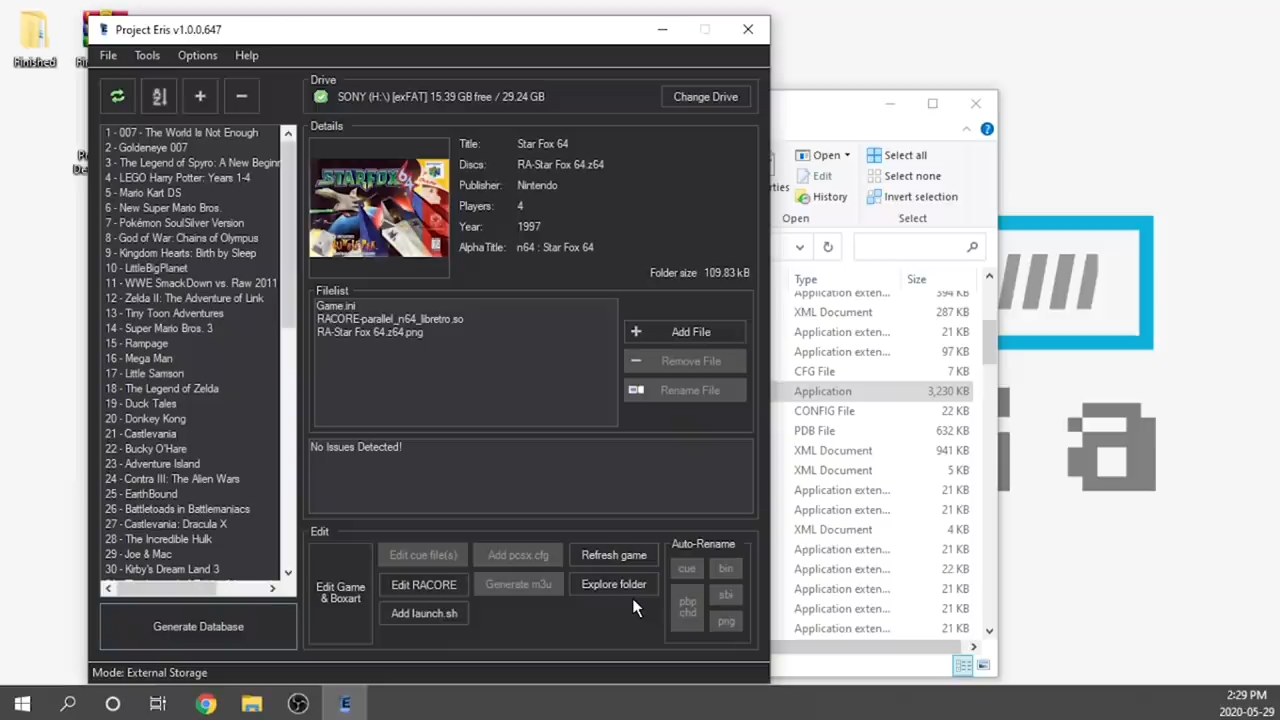 Finished
Project Eris v1.0.0.647
File Tools Options Help
Drive
SONY (H:\) [exFAT] 15.39 GB free / 29.24 GB
Change Drive
1 - 007 - The World Is Not Enough
2 - Goldeneye 007
3 - The Legend of Spyro: A New Beginr
4 - LEGO Harry Potter: Years 1-4
5 - Mario Kart DS
6 - New Super Mario Bros.
7 - Pokémon SoulSilver Version
8 - God of War: Chains of Olympus
9 - Kingdom Hearts: Birth by Sleep
10 - LittleBigPlanet
11 - WWE SmackDown vs. Raw 2011
12 - Zelda II: The Adventure of Link
13 - Tiny Toon Adventures
14 - Super Mario Bros. 3
15 - Rampage
16 - Mega Man
17 - Little Samson
18 - The Legend of Zelda
19 - Duck Tales
20 - Donkey Kong
21 - Castlevania
22 - Bucky O'Hare
23 - Adventure Island
24 - Contra III: The Alien Wars
25 - EarthBound
26 - Battletoads in Battlemaniacs
27 - Castlevania: Dracula X
28 - The Incredible Hulk
29 - Joe & Mac
30 - Kirby's Dream Land 3
Generate Database
Mode: External Storage
Details
STARFOX 64
Title: Star Fox 64
Discs: RA-Star Fox 64.z64
Publisher: Nintendo
Players: 4
Year: 1997
AlphaTitle: n64 : Star Fox 64
Folder size 109.83 kB
Filelist
Game.ini
RACORE-parallel_n64_libretro.so
RA-Star Fox 64.z64.png
Add File
Remove File
Rename File
No Issues Detected!
Edit
Edit Game
& Boxart
Edit cue file(s)
Add pcsx.cfg
Refresh game
Edit RACORE
Generate m3u
Explore folder
Add launch.sh
Auto-Rename
cue
bin
pbp
chd
sbi
png
Open
Edit
History
Open
Select all
Select none
Invert selection
Select
Type Size
Application exten... 394 KB
XML Document 287 KB
Application exten... 21 KB
Application exten... 97 KB
CFG File 7 KB
Application 3,230 KB
CONFIG File 22 KB
PDB File 632 KB
XML Document 941 KB
XML Document 5 KB
Application exten... 21 KB
Application exten... 21 KB
XML Document 4 KB
Application exten... 21 KB
Application exten... 22 KB
Application exten... 21 KB
Application exten... 21 KB
Application exten... 21 KB
a
2:29 PM
2020-05-29